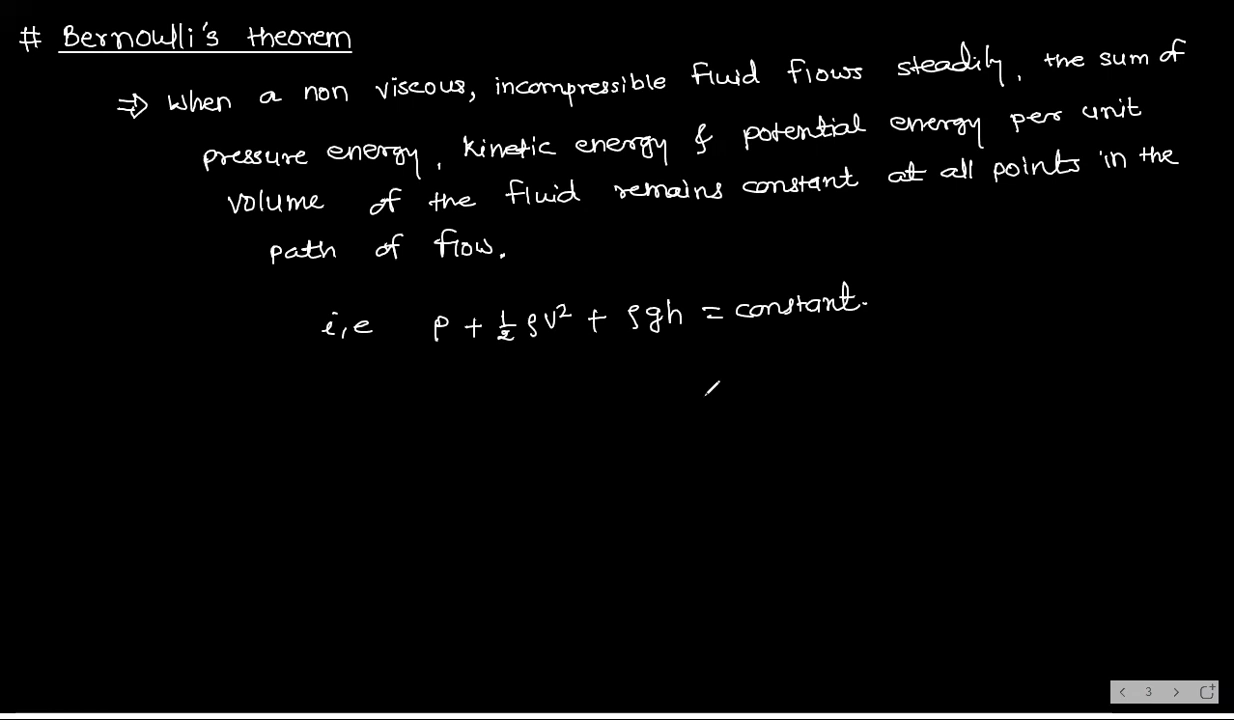 # Bernoulli's theorem
⇒ When a non viscous, incompressible fluid flows steadily, the sum of
pressure energy, kinetic energy & potential energy per unit
volume of the fluid remains constant at all points in the
path of flow.
i,e P + ½ρv² + ρgh = constant.
< 3 >